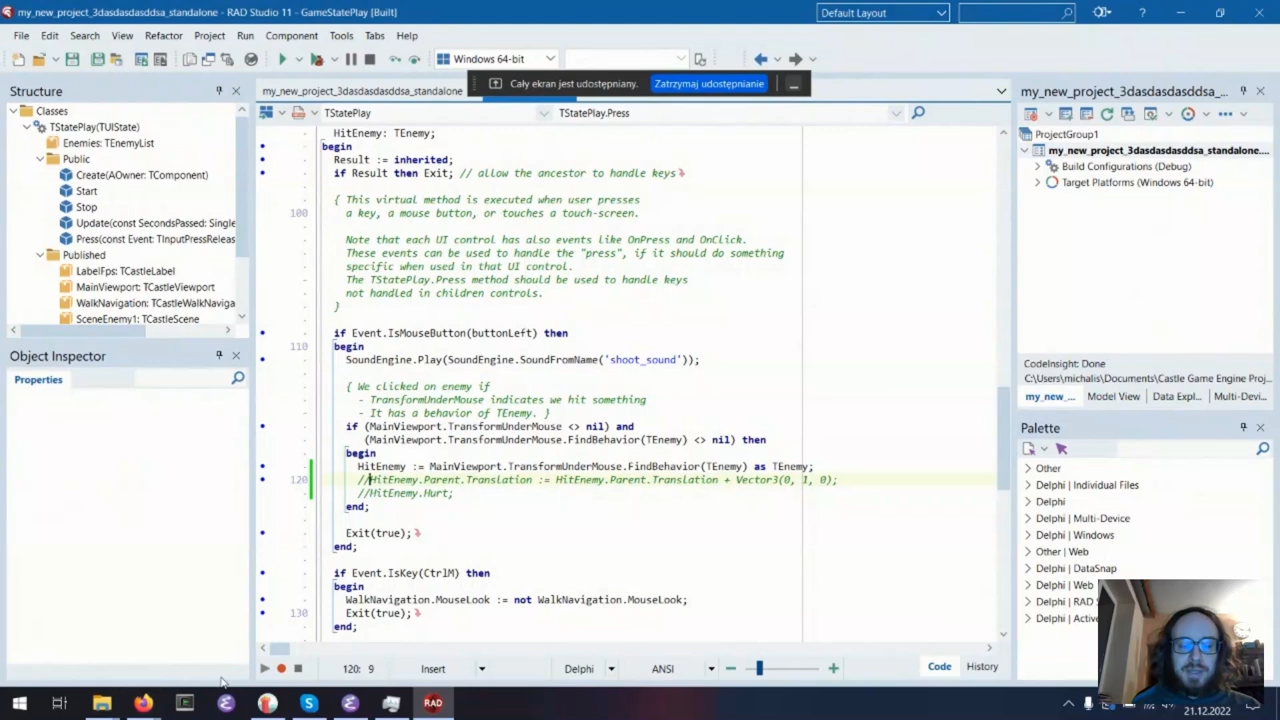 my_new_project_3dasdasdasddsa_standalone - RAD Studio 11 - GameStatePlay [Built]
Default Layout
File Edit Search View Refactor Project Run Component Tools Tabs Help
Windows 64-bit
Cały ekran jest udostępniany. Zatrzymaj udostępnianie
Structure
Classes
TStatePlay(TUIState)
Enemies: TEnemyList
Public
Create(AOwner: TComponent)
Start
Stop
Update(const SecondsPassed: Single
Press(const Event: TInputPressRelea
Published
LabelFps: TCastleLabel
MainViewport: TCastleViewport
WalkNavigation: TCastleWalkNaviga
SceneEnemy1: TCastleScene
Object Inspector
Properties
my_new_project_3dasdasdasddsa_standalone
TStatePlay
TStatePlay.Press
HitEnemy: TEnemy;
begin
Result := inherited;
if Result then Exit; // allow the ancestor to handle keys
{ This virtual method is executed when user presses
100 a key, a mouse button, or touches a touch-screen.
Note that each UI control has also events like OnPress and OnClick.
These events can be used to handle the "press", if it should do something
specific when used in that UI control.
The TStatePlay.Press method should be used to handle keys
not handled in children controls.
}
if Event.IsMouseButton(buttonLeft) then
110 begin
SoundEngine.Play(SoundEngine.SoundFromName('shoot_sound'));
{ We clicked on enemy if
- TransformUnderMouse indicates we hit something
- It has a behavior of TEnemy. }
if (MainViewport.TransformUnderMouse <> nil) and
(MainViewport.TransformUnderMouse.FindBehavior(TEnemy) <> nil) then
begin
HitEnemy := MainViewport.TransformUnderMouse.FindBehavior(TEnemy) as TEnemy;
120 //HitEnemy.Parent.Translation := HitEnemy.Parent.Translation + Vector3(0, 1, 0);
//HitEnemy.Hurt;
end;
Exit(true);
end;
if Event.IsKey(CtrlM) then
begin
WalkNavigation.MouseLook := not WalkNavigation.MouseLook;
130 Exit(true);
end;
120: 9 Insert Delphi ANSI Code History
my_new_project_3dasdasdasddsa_...
ProjectGroup1
my_new_project_3dasdasdasddsa_standalone....
Build Configurations (Debug)
Target Platforms (Windows 64-bit)
CodeInsight: Done
C:\Users\michalis\Documents\Castle Game Engine Proj...
my_new_... Model View Data Expl... Multi-Devi...
Palette
Other
Delphi | Individual Files
Delphi
Delphi | Multi-Device
Delphi | Windows
Other | Web
Delphi | DataSnap
Delphi | Web
Delphi | RAD
Delphi | Active
RAD
21.12.2022